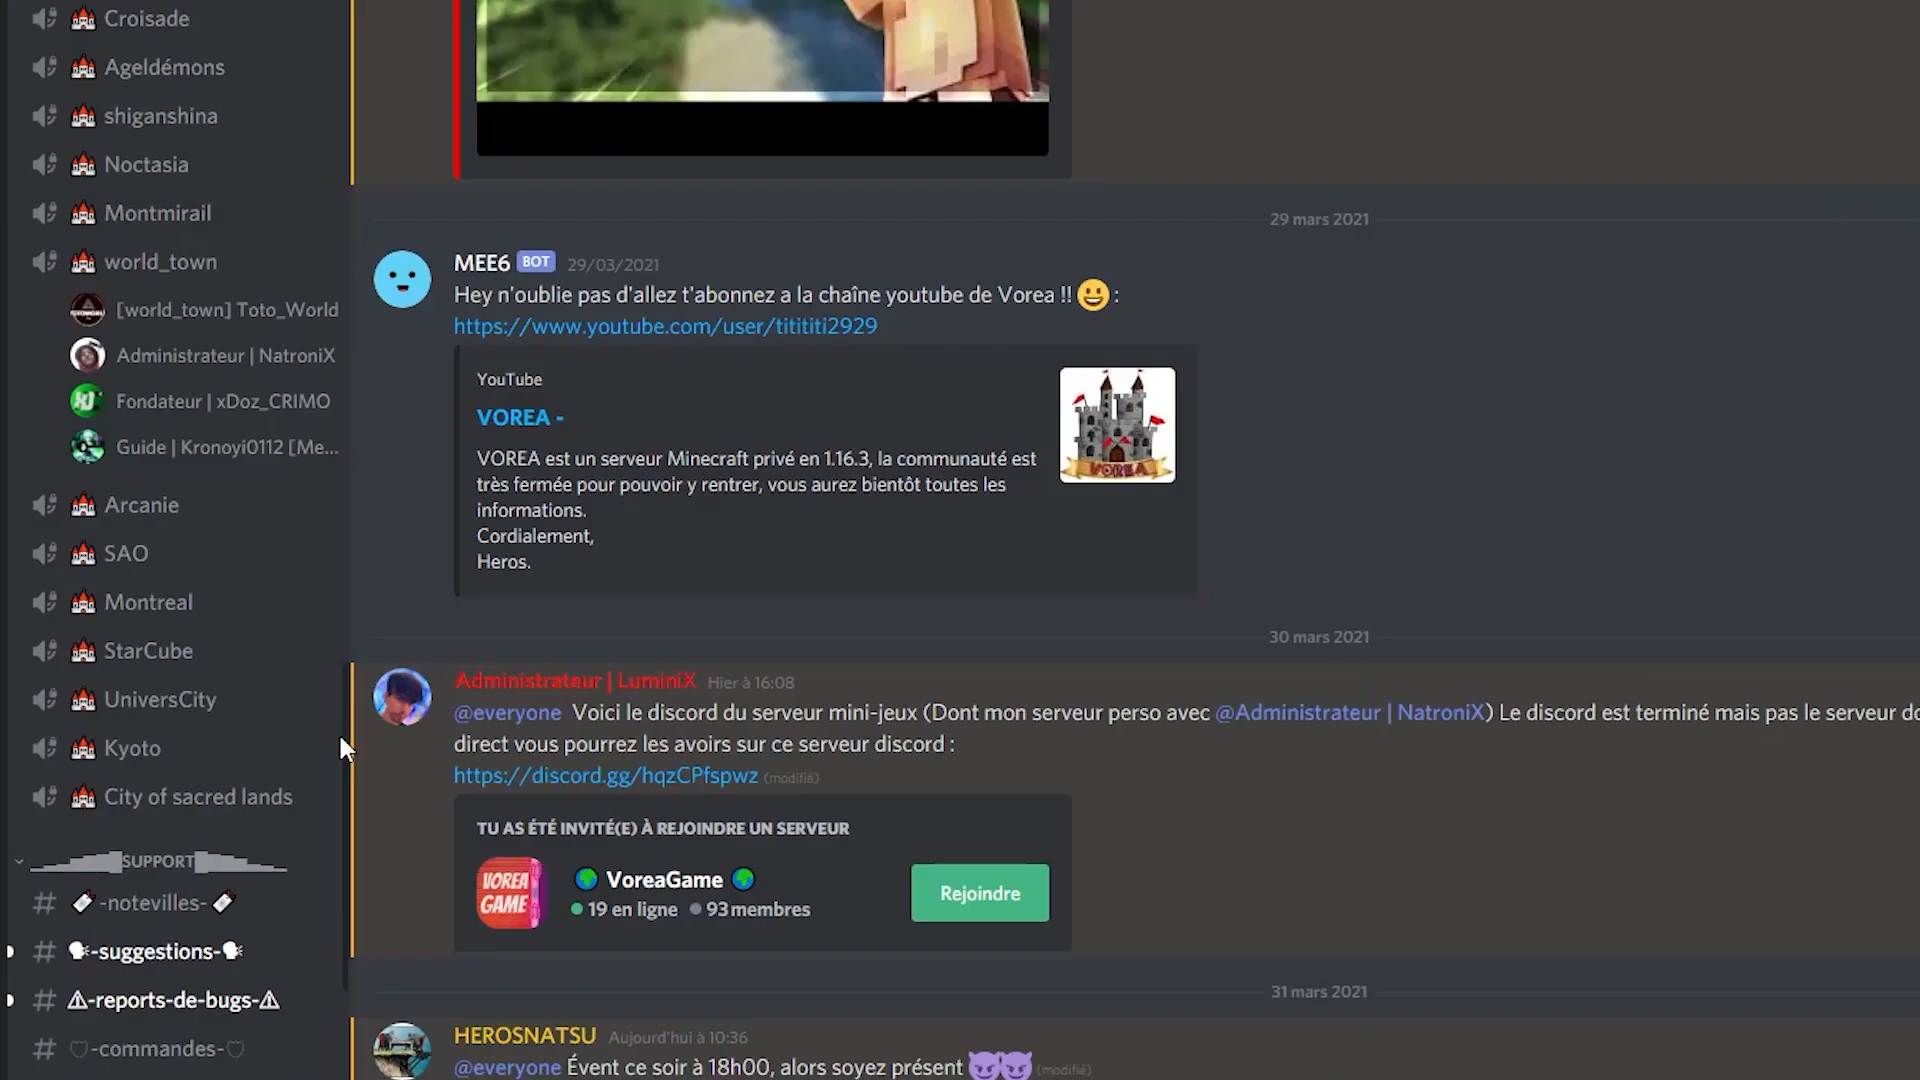 Croisade
Ageldémons
shiganshina
Noctasia
Montmirail
world_town
[world_town] Toto_World
Administrateur | NatroniX
Fondateur | xDoz_CRIMO
Guide | Kronoyi0112 [Me...
Arcanie
SAO
Montreal
StarCube
UniversCity
Kyoto
City of sacred lands
SUPPORT
# -notevilles-
# -suggestions-
# -reports-de-bugs-
# -commandes-
29 mars 2021
MEE6 BOT 29/03/2021
Hey n'oublie pas d'allez t'abonnez a la chaîne youtube de Vorea !! 😀 :
https://www.youtube.com/user/titititi2929
YouTube
VOREA -
VOREA est un serveur Minecraft privé en 1.16.3, la communauté est
très fermée pour pouvoir y rentrer, vous aurez bientôt toutes les
informations.
Cordialement,
Heros.
VOREA
30 mars 2021
Administrateur | LuminiX Hier à 16:08
@everyone Voici le discord du serveur mini-jeux (Dont mon serveur perso avec @Administrateur | NatroniX) Le discord est terminé mais pas le serveur do
direct vous pourrez les avoirs sur ce serveur discord :
https://discord.gg/hqzCPfspwz (modifié)
TU AS ÉTÉ INVITÉ(E) À REJOINDRE UN SERVEUR
VOREA
GAME
VoreaGame
19 en ligne 93 membres
Rejoindre
31 mars 2021
HEROSNATSU Aujourd'hui à 10:36
@everyone Évent ce soir à 18h00, alors soyez présent 😈😈 (modifié)